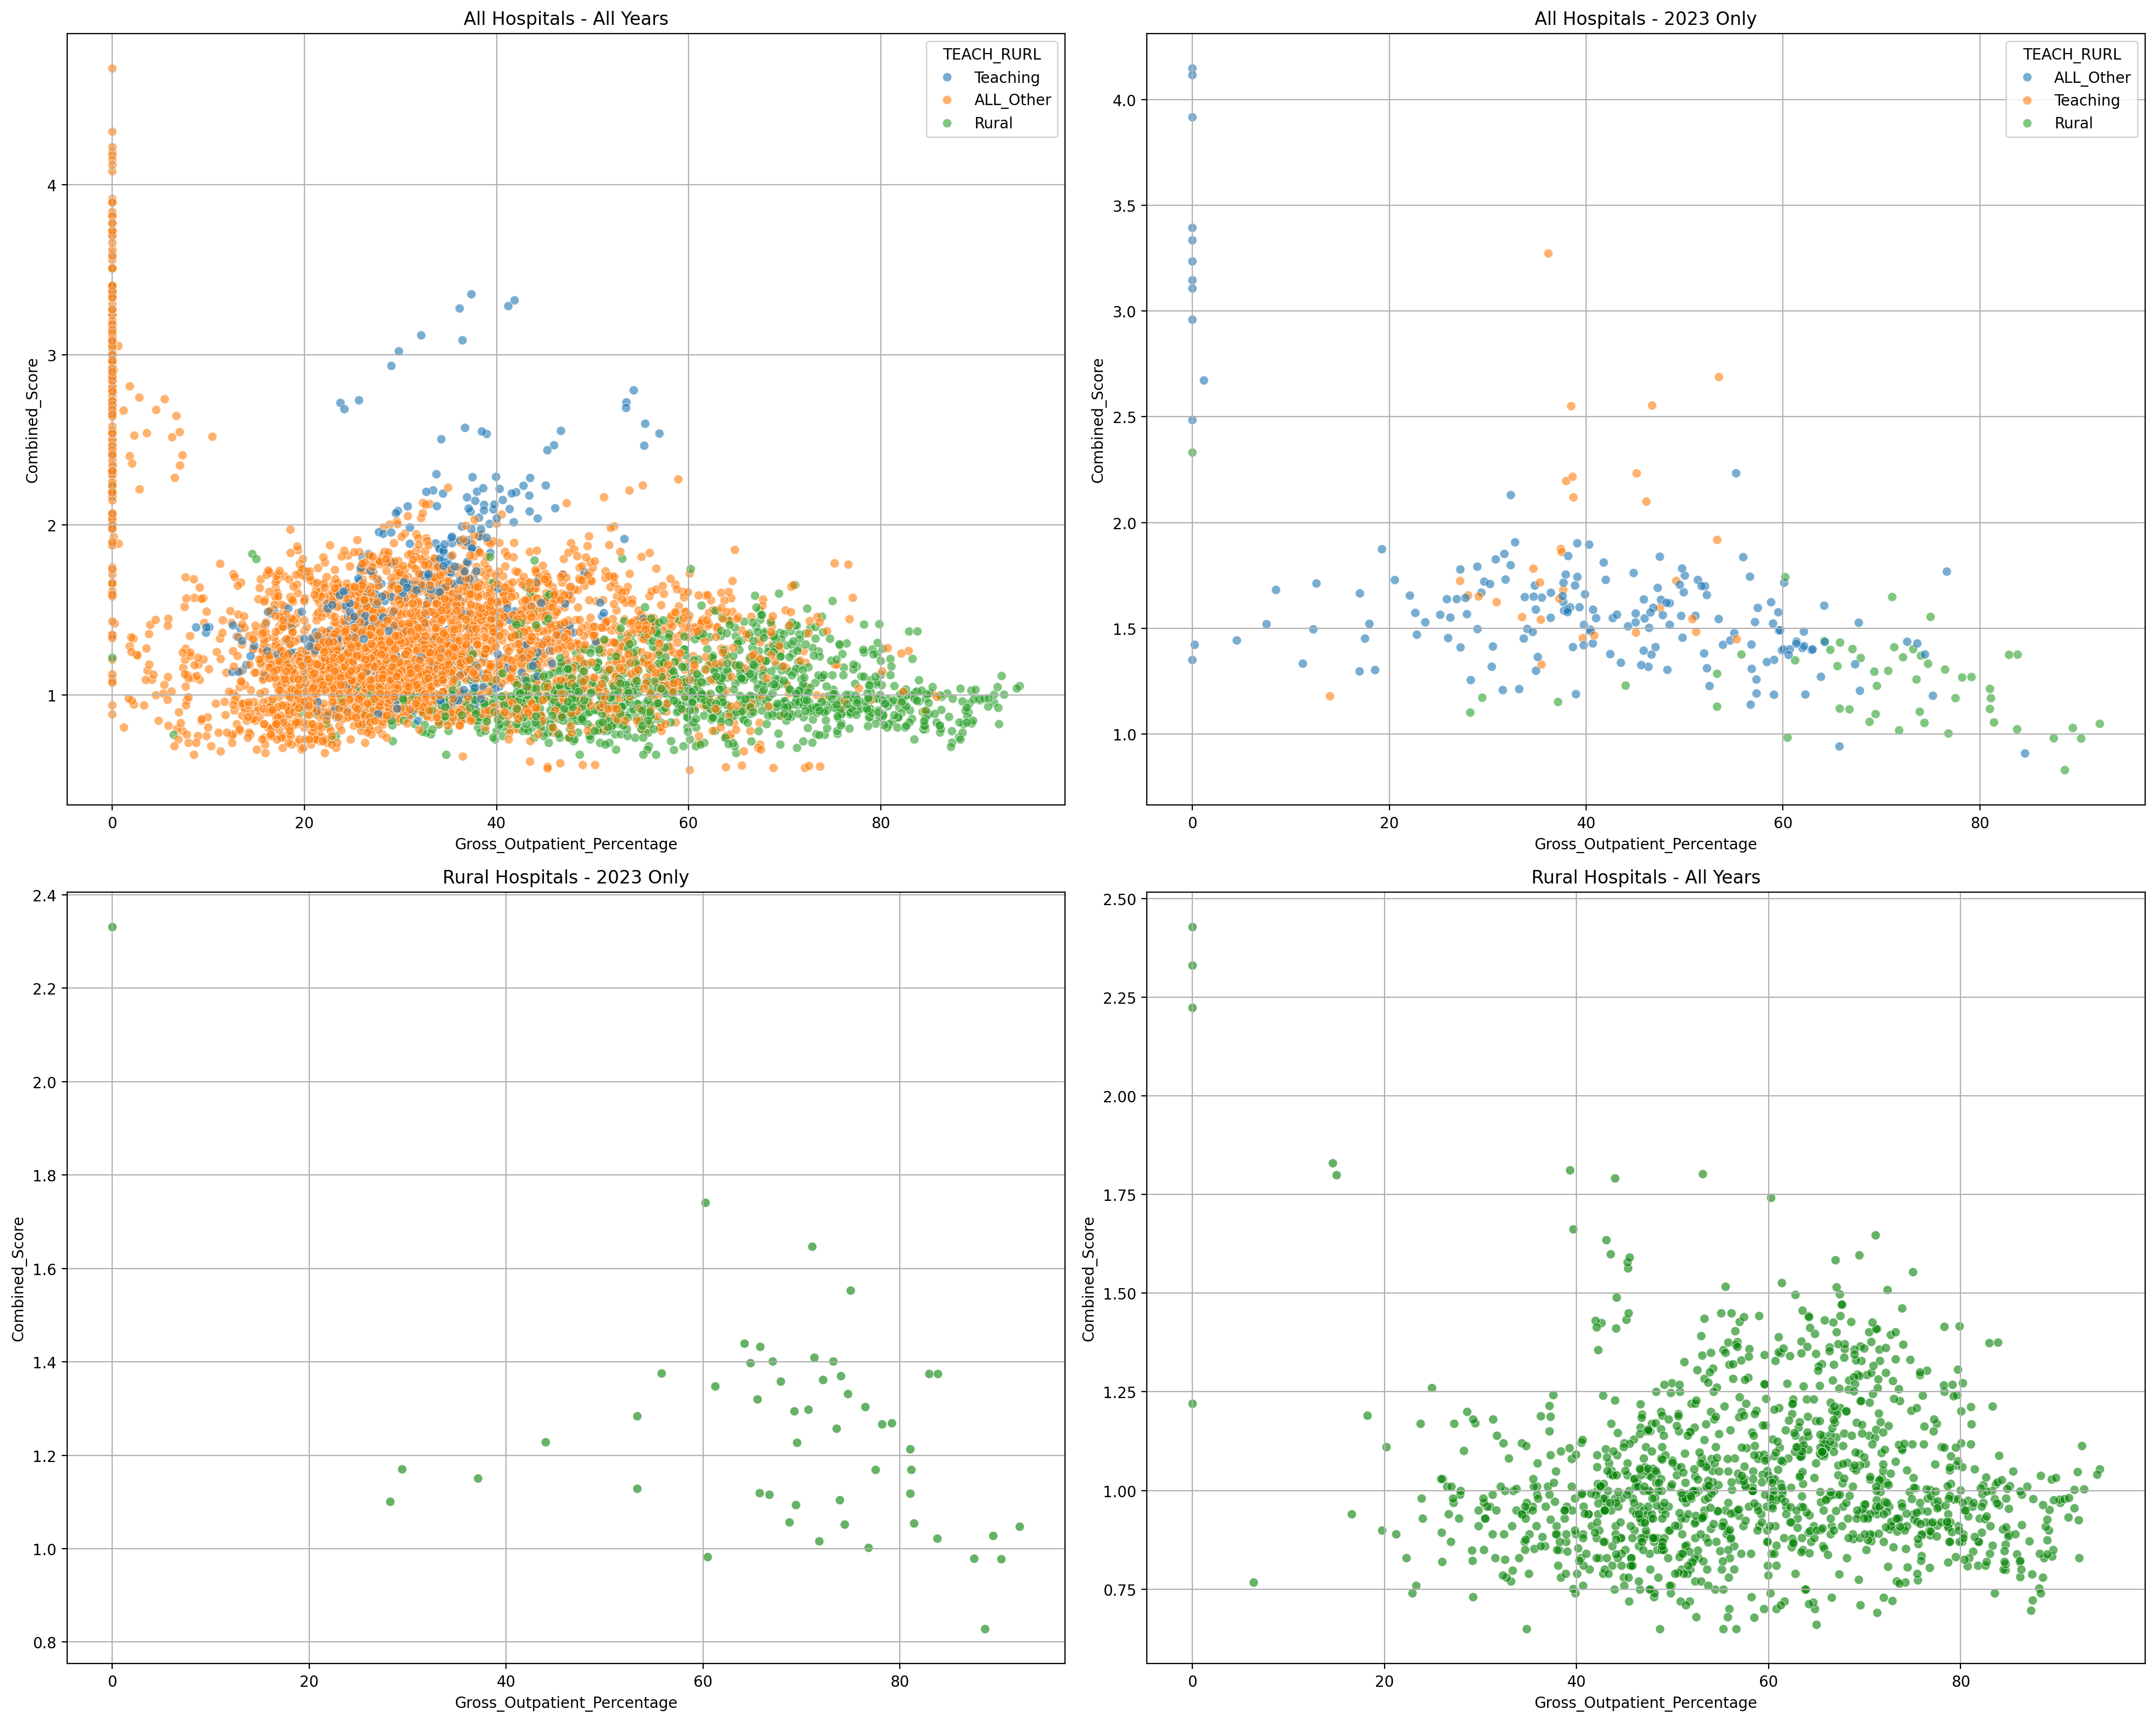 All Hospitals - All Years
TEACH_RURL
Teaching
ALL_Other
Rural
Combined_Score
4
3
2
1
0 20 40 60 80
Gross_Outpatient_Percentage
All Hospitals - 2023 Only
TEACH_RURL
ALL_Other
Teaching
Rural
Combined_Score
4.0
3.5
3.0
2.5
2.0
1.5
1.0
0 20 40 60 80
Gross_Outpatient_Percentage
Rural Hospitals - 2023 Only
Combined_Score
2.4
2.2
2.0
1.8
1.6
1.4
1.2
1.0
0.8
0 20 40 60 80
Gross_Outpatient_Percentage
Rural Hospitals - All Years
Combined_Score
2.50
2.25
2.00
1.75
1.50
1.25
1.00
0.75
0 20 40 60 80
Gross_Outpatient_Percentage